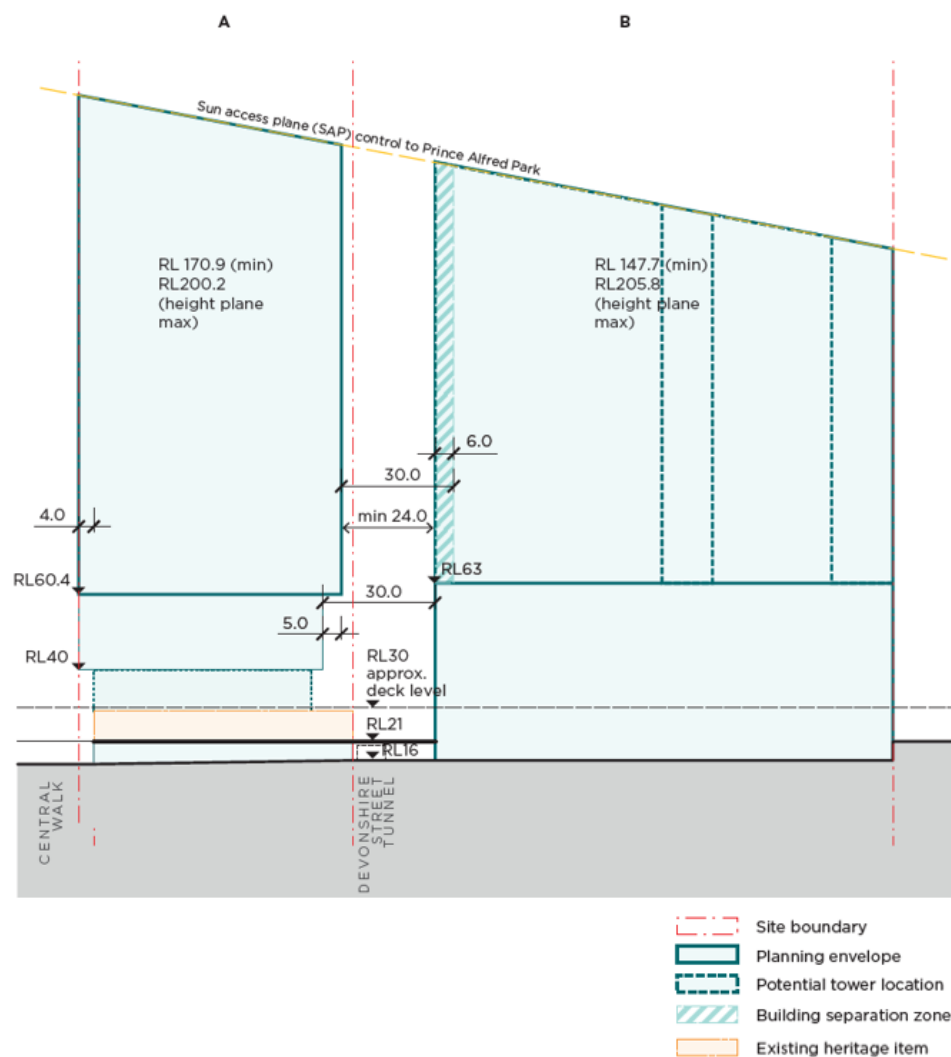 A
B
Sun access plane (SAP) control to Prince Alfred Park
RL 170.9 (min)
RL200.2
(height plane
max)
RL 147.7 (min)
RL205.8
(height plane
max)
6.0
30.0
4.0
min 24.0
RL60.4
RL63
30.0
5.0
RL40
RL30
approx.
deck level
RL21
RL16
CENTRAL
WALK
DEVONSHIRE
STREET
TUNNEL
Site boundary
Planning envelope
Potential tower location
Building separation zone
Existing heritage item